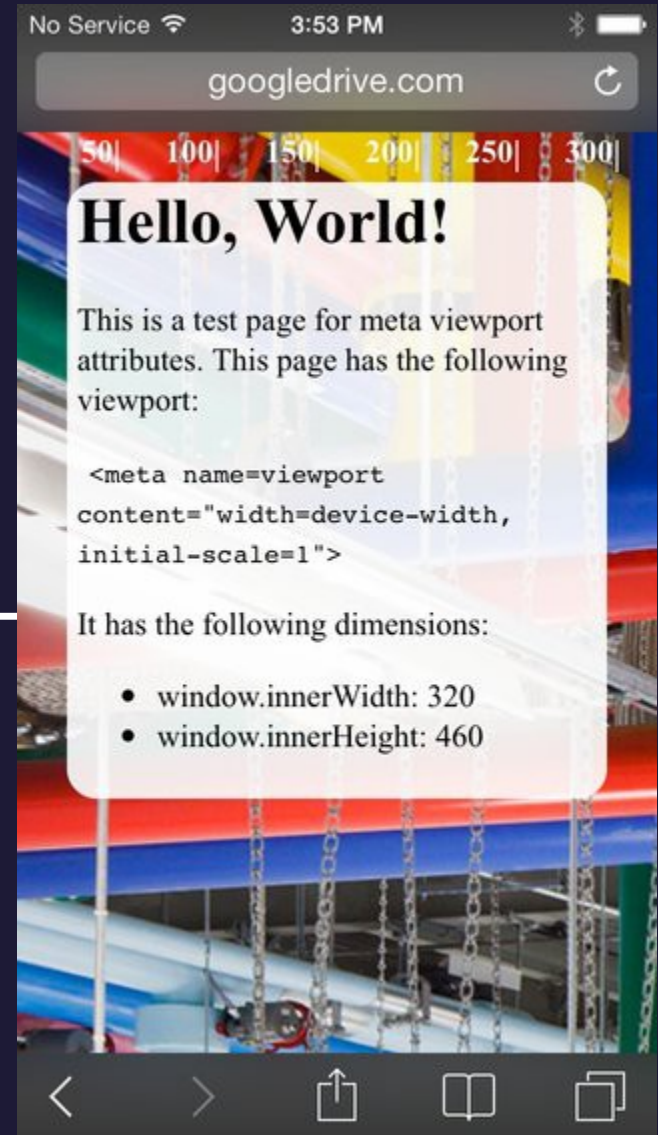 No Service 3:53 PM
googledrive.com
50| 100| 150| 200| 250| 300|
Hello, World!
This is a test page for meta viewport
attributes. This page has the following
viewport:
<meta name=viewport
content="width=device-width,
initial-scale=1">
It has the following dimensions:
• window.innerWidth: 320
• window.innerHeight: 460